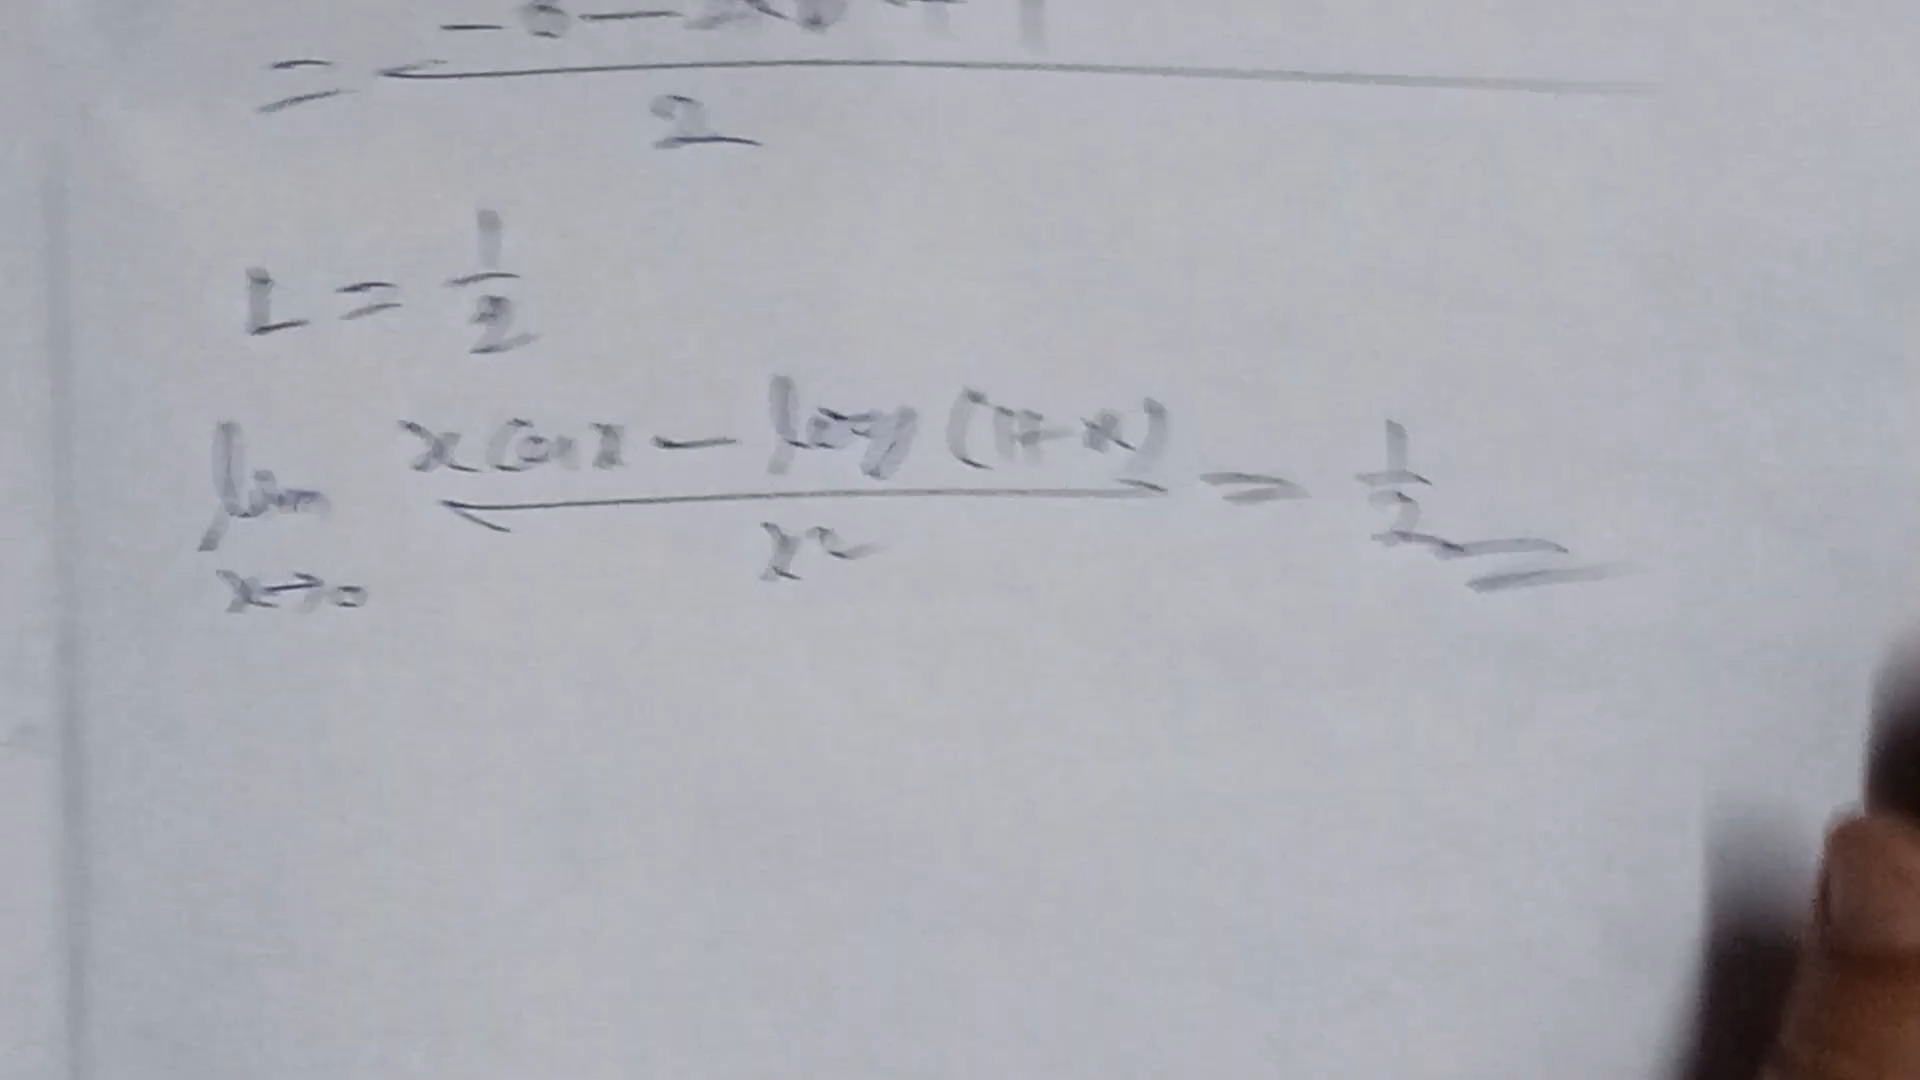 =
2
L = 1/2
lim x→0 (x cos x − log(1+x))/x² = 1/2